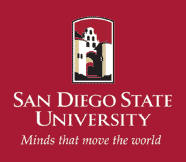 SAN DIEGO STATE
UNIVERSITY
Minds that move the world